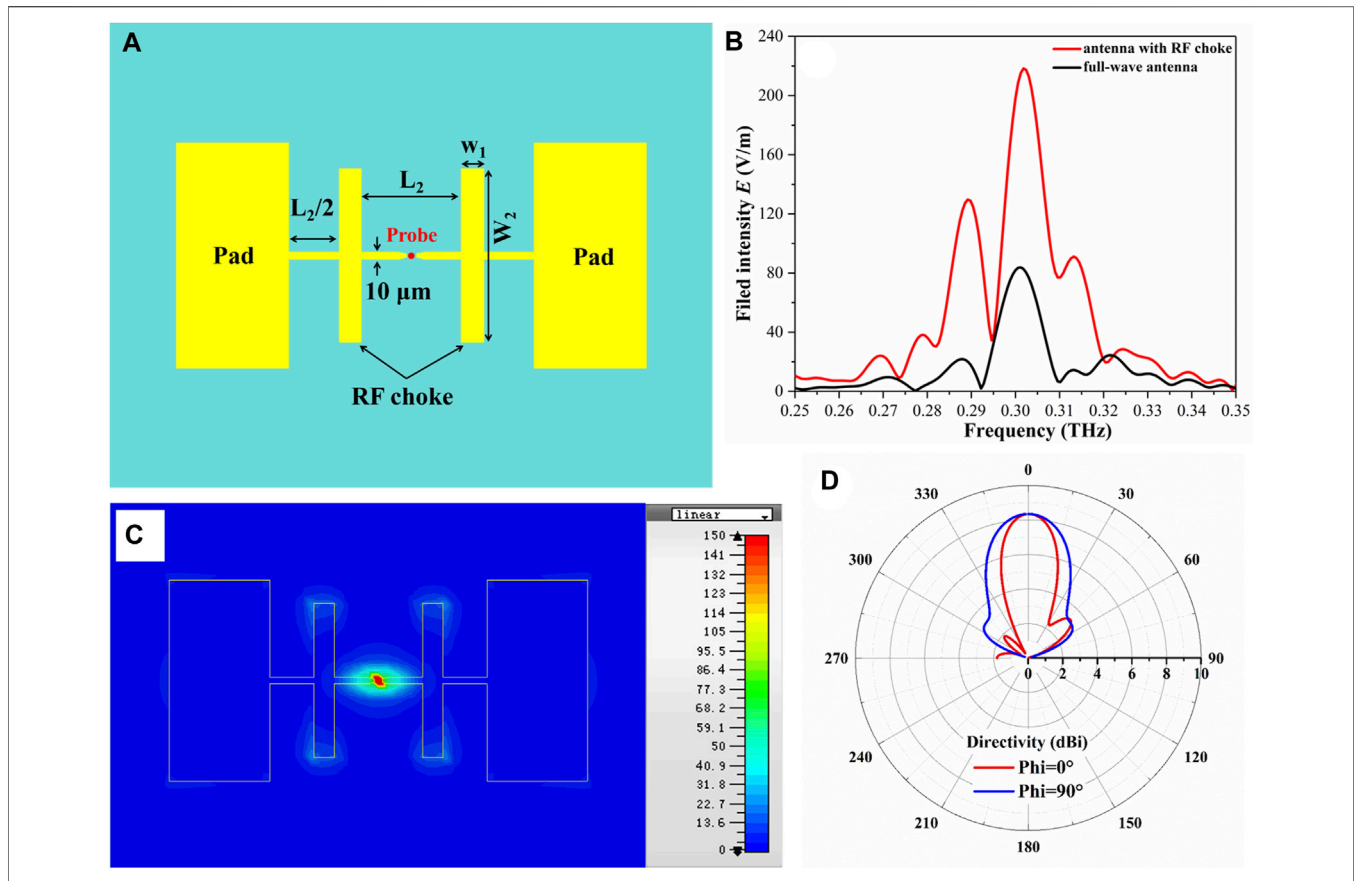 A
w1
L2
L2/2
W2
Probe
Pad
Pad
10 µm
RF choke
B
240
200
160
120
80
40
0
Filed intensity E (V/m)
antenna with RF choke
full-wave antenna
0.25 0.26 0.27 0.28 0.29 0.30 0.31 0.32 0.33 0.34 0.35
Frequency (THz)
C
linear
150
141
132
123
114
105
95.5
86.4
77.3
68.2
59.1
50
40.9
31.8
22.7
13.6
0
D
0
330 30
300 60
270 90
0 2 4 6 8 10
240 120
210 150
180
Directivity (dBi)
Phi=0°
Phi=90°